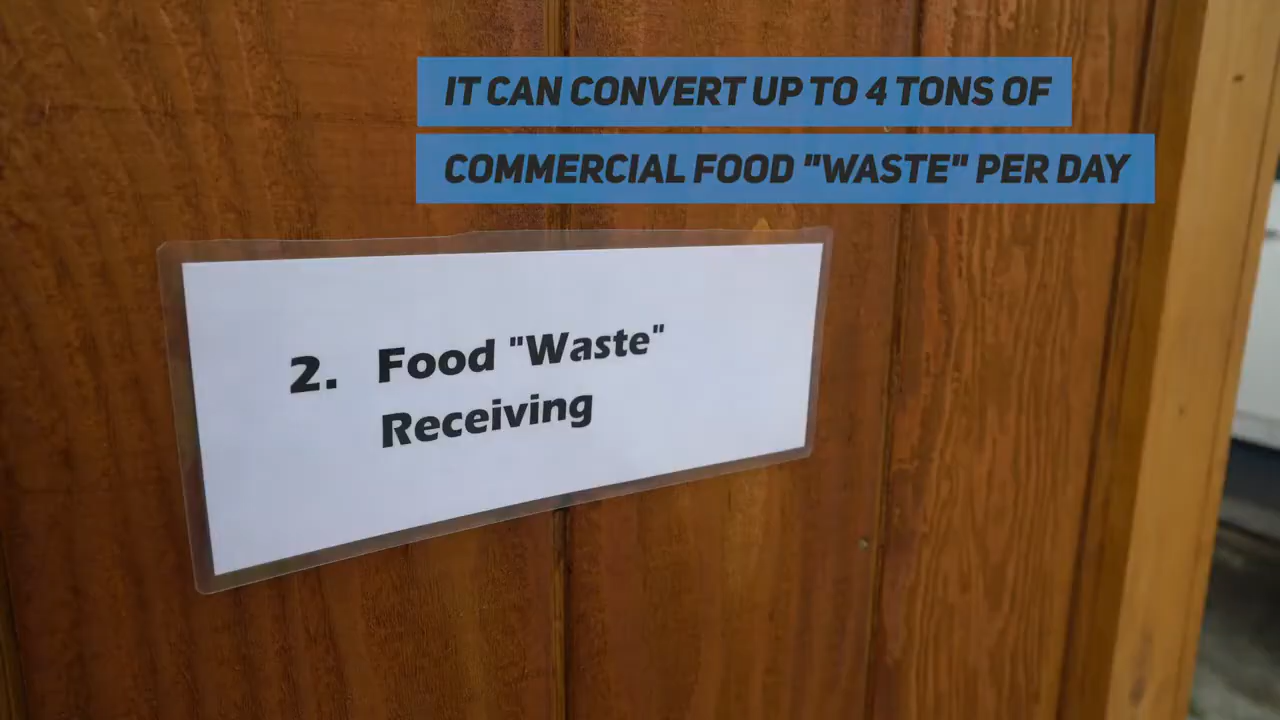 IT CAN CONVERT UP TO 4 TONS OF
COMMERCIAL FOOD "WASTE" PER DAY
2. Food "Waste"
Receiving